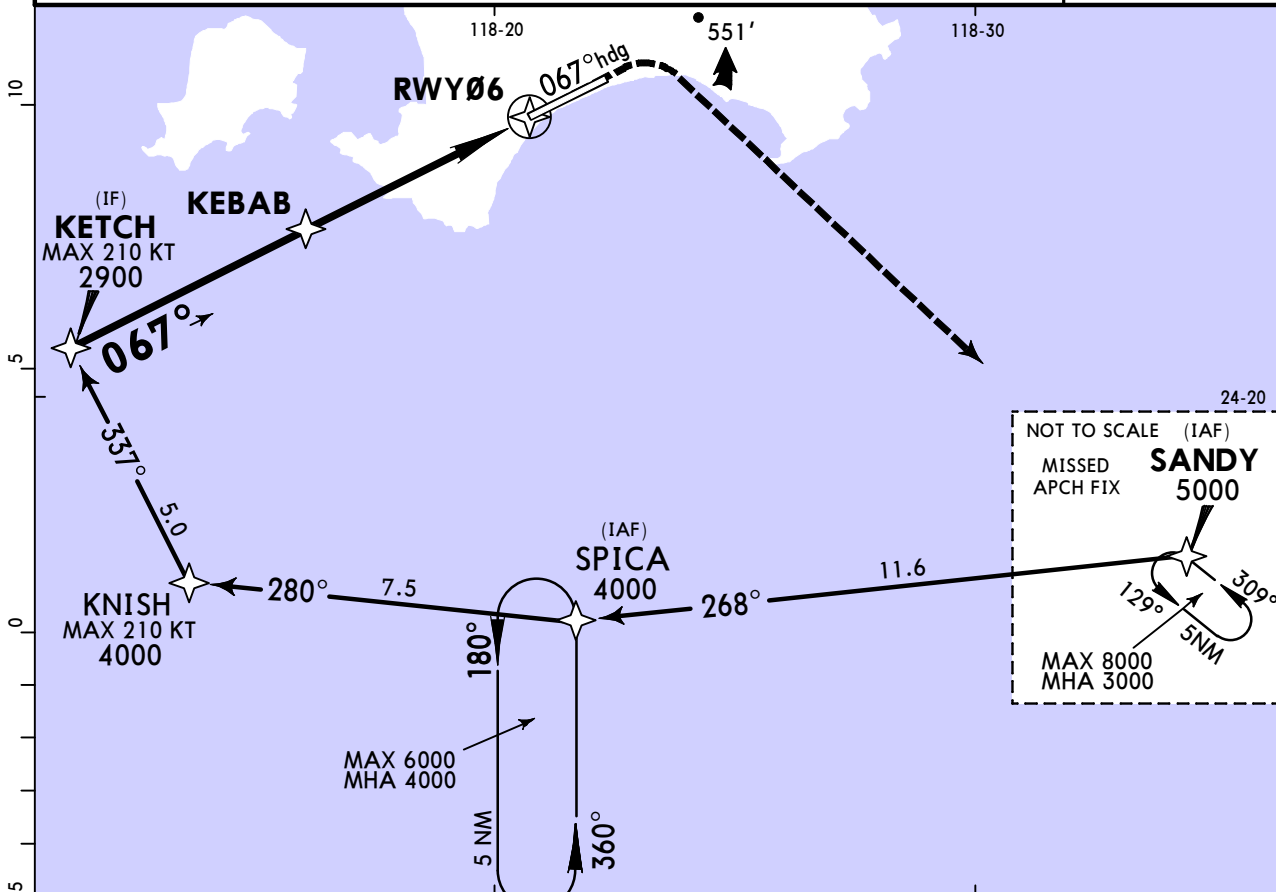 118-20
551'
118-30
10
067°hdg
RWYØ6
(IF)
KETCH
MAX 210 KT
2900
KEBAB
067°
5
24-20
337°
5.0
NOT TO SCALE
(IAF)
SANDY
5000
MISSED
APCH FIX
(IAF)
SPICA
4000
11.6
268°
7.5
280°
KNISH
MAX 210 KT
4000
0
180°
129°
309°
5NM
MAX 8000
MHA 3000
MAX 6000
MHA 4000
5 NM
360°
5